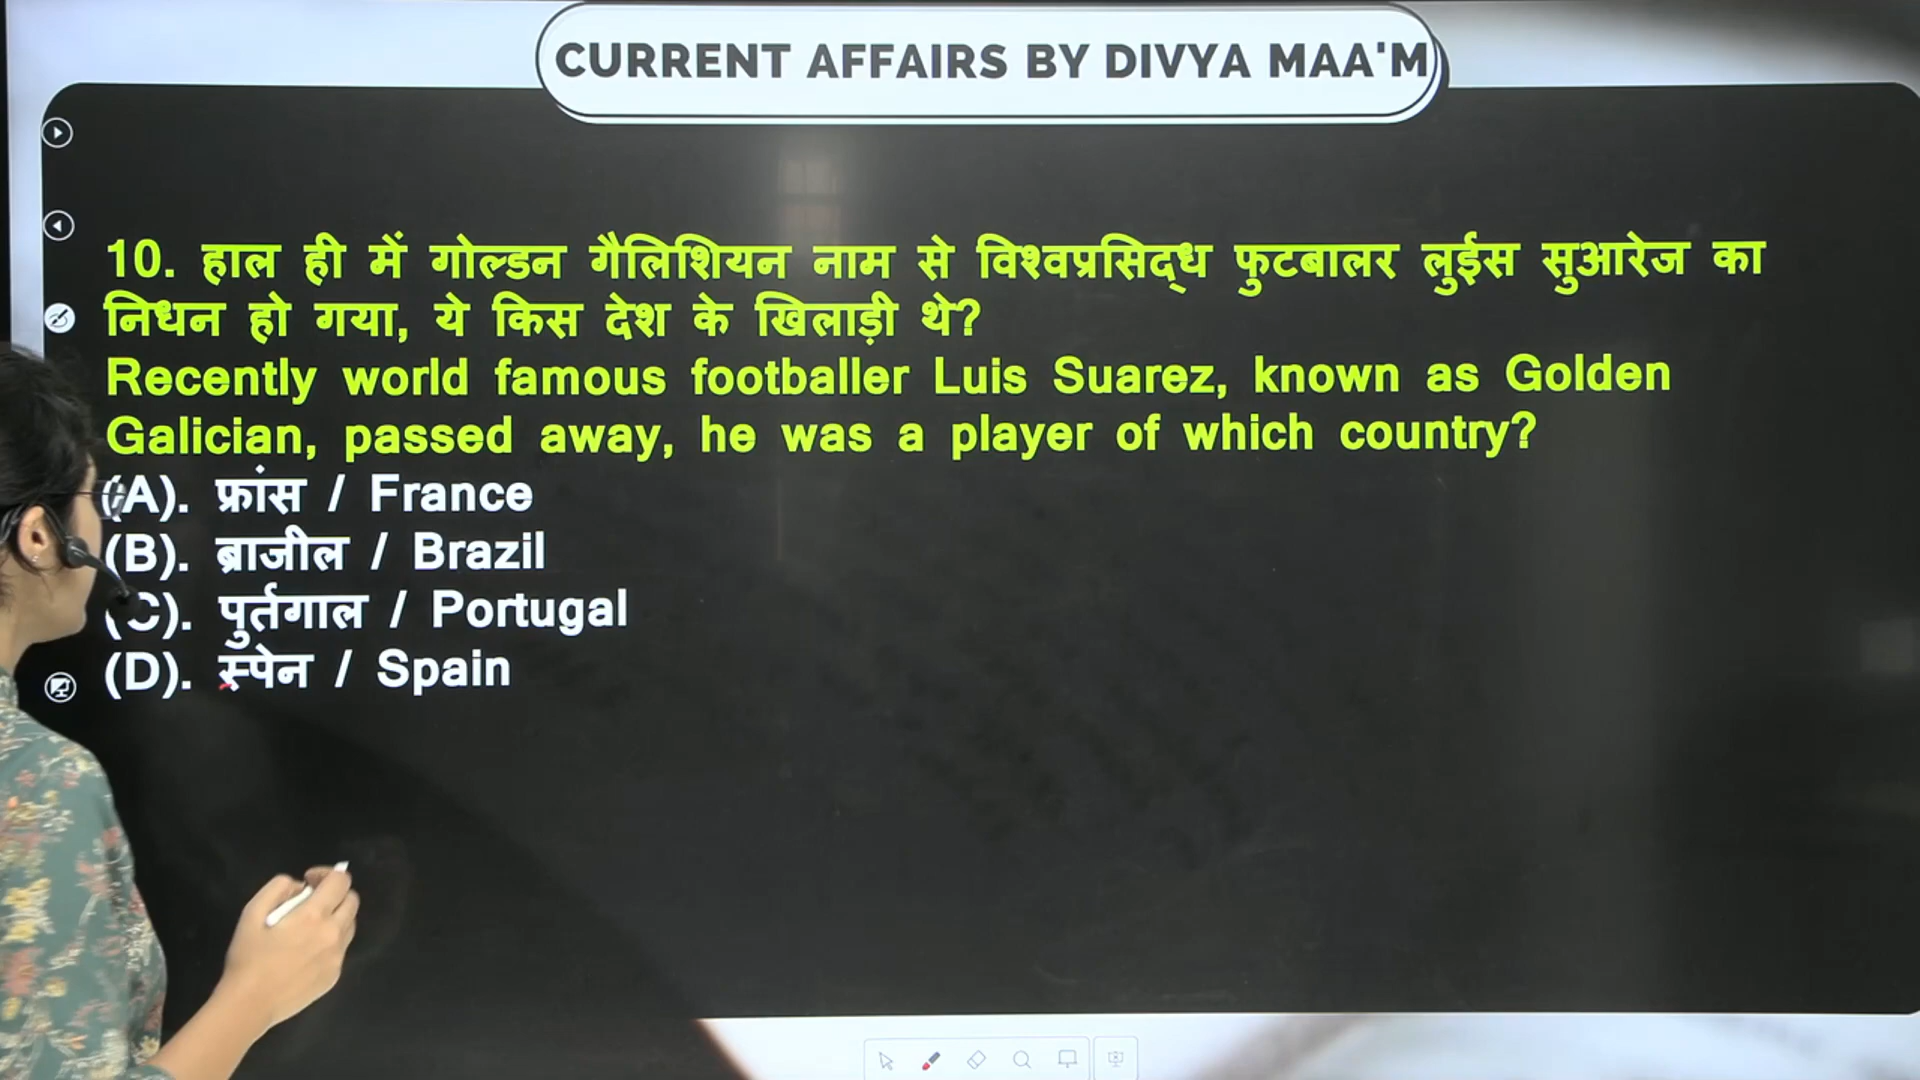 CURRENT AFFAIRS BY DIVYA MAA'M
10. हाल ही में गोल्डन गैलिशियन नाम से विश्वप्रसिद्ध फुटबालर लुईस सुआरेज का
निधन हो गया, ये किस देश के खिलाड़ी थे?
Recently world famous footballer Luis Suarez, known as Golden
Galician, passed away, he was a player of which country?
(A). फ्रांस / France
(B). ब्राजील / Brazil
(C). पुर्तगाल / Portugal
(D). स्पेन / Spain